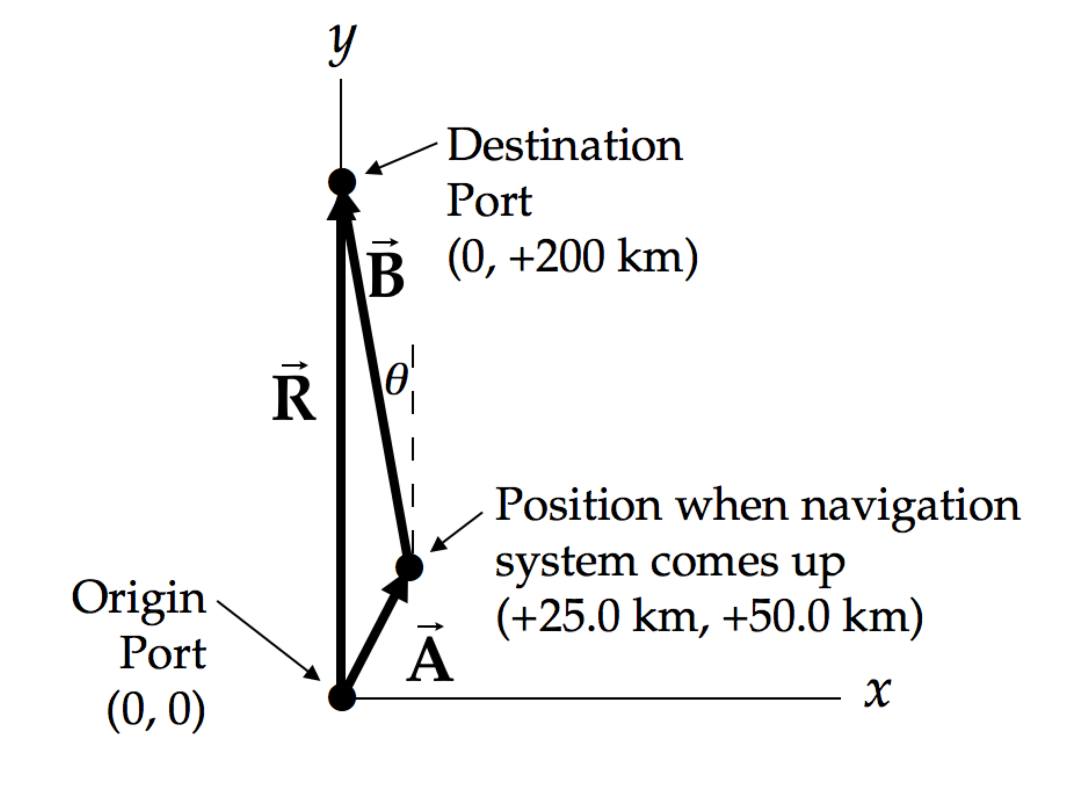 y
Destination
Port
(0, +200 km)
B⃗
θ
R⃗
Position when navigation
system comes up
(+25.0 km, +50.0 km)
Origin
Port
(0, 0)
A⃗
x